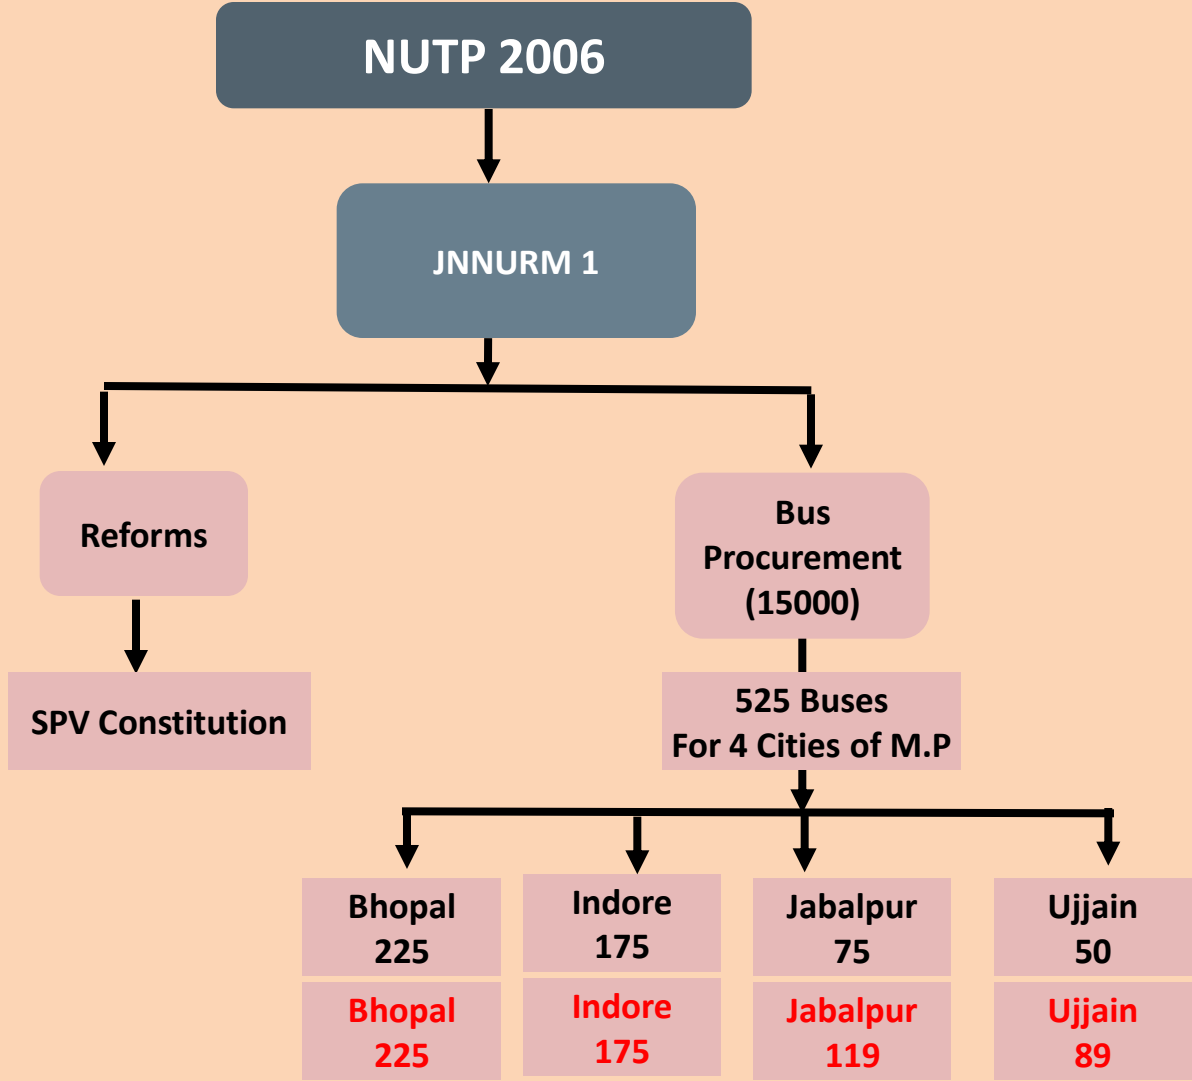 NUTP 2006
JNNURM 1
Reforms
Bus
Procurement
(15000)
SPV Constitution
525 Buses
For 4 Cities of M.P
Bhopal
225
Indore
175
Jabalpur
75
Ujjain
50
Bhopal
225
Indore
175
Jabalpur
119
Ujjain
89